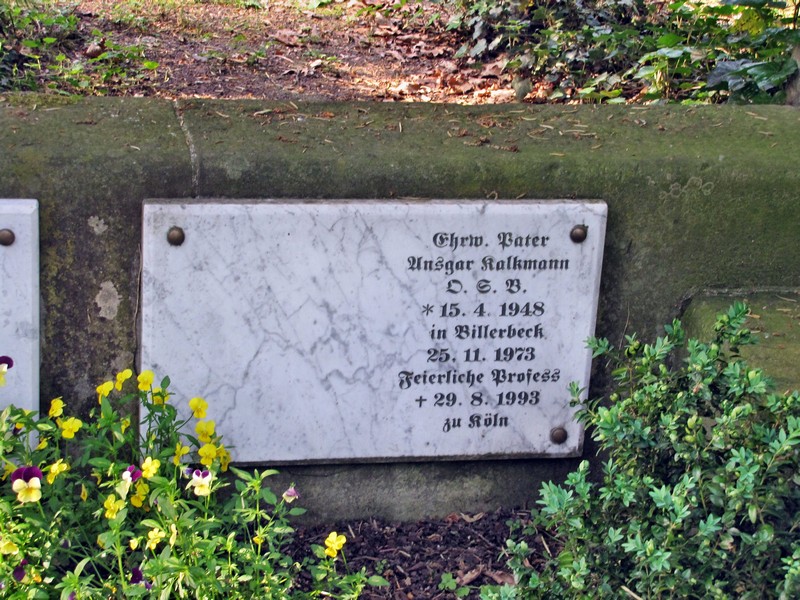 Ehrw. Pater
Ansgar Kalkmann
O. S. B.
* 15. 4. 1948
in Billerbeck
25. 11. 1973
Feierliche Profess
+ 29. 8. 1993
zu Köln